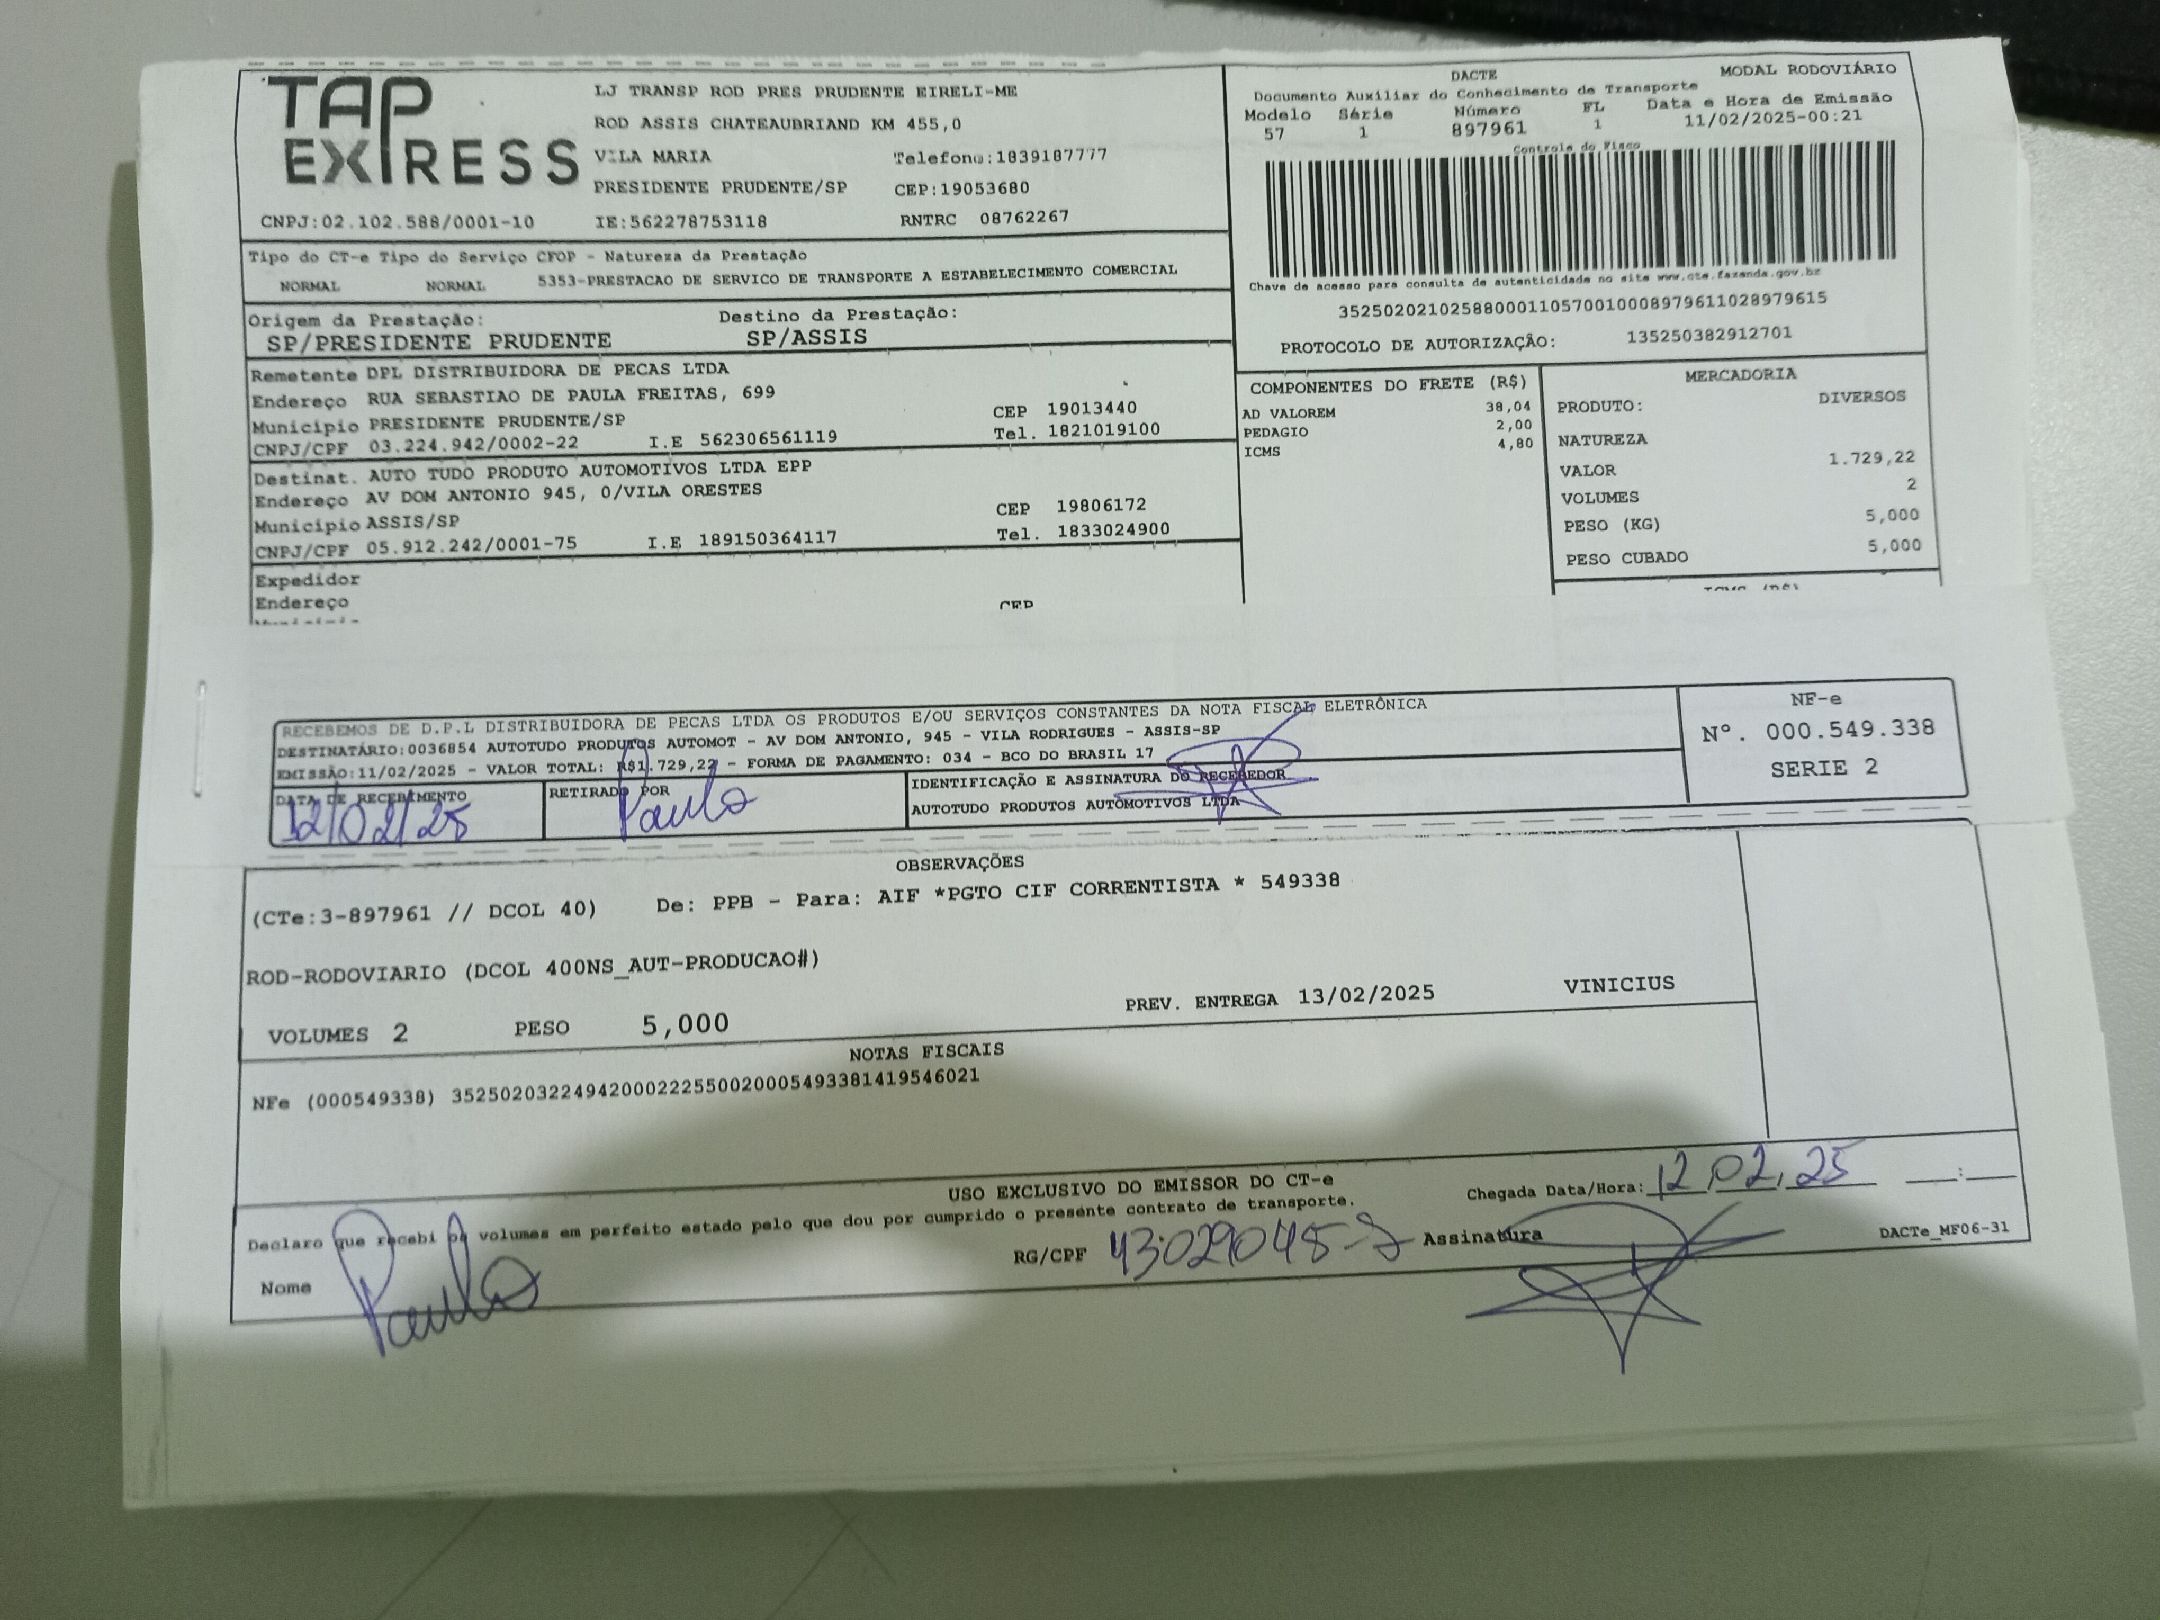 TAP
EXPRESS
LJ TRANSP ROD PRES PRUDENTE EIRELI-ME
ROD ASSIS CHATEAUBRIAND KM 455,0
VILA MARIA Telefone:1839187777
PRESIDENTE PRUDENTE/SP CEP:19053680
CNPJ:02.102.588/0001-10 IE:562278753118 RNTRC 08762267
DACTE MODAL RODOVIÁRIO
Documento Auxiliar do Conhecimento de Transporte
Modelo Série Número FL Data e Hora de Emissão
57 1 897961 1 11/02/2025-00:21
Controle do Fisco
Chave de acesso para consulta de autenticidade no site www.cte.fazenda.gov.br
35250202102588000110570010008979611028979615
PROTOCOLO DE AUTORIZAÇÃO: 135250382912701
Tipo do CT-e Tipo do Serviço CFOP - Natureza da Prestação
NORMAL NORMAL 5353-PRESTACAO DE SERVICO DE TRANSPORTE A ESTABELECIMENTO COMERCIAL
Origem da Prestação: Destino da Prestação:
SP/PRESIDENTE PRUDENTE SP/ASSIS
Remetente DPL DISTRIBUIDORA DE PECAS LTDA
Endereço RUA SEBASTIAO DE PAULA FREITAS, 699
Município PRESIDENTE PRUDENTE/SP CEP 19013440
CNPJ/CPF 03.224.942/0002-22 I.E 562306561119 Tel. 1821019100
Destinat. AUTO TUDO PRODUTO AUTOMOTIVOS LTDA EPP
Endereço AV DOM ANTONIO 945, 0/VILA ORESTES
Município ASSIS/SP CEP 19806172
CNPJ/CPF 05.912.242/0001-75 I.E 189150364117 Tel. 1833024900
Expedidor
Endereço
CEP
COMPONENTES DO FRETE (R$)
AD VALOREM 38,04
PEDAGIO 2,00
ICMS 4,80
MERCADORIA
PRODUTO: DIVERSOS
NATUREZA
VALOR 1.729,22
VOLUMES 2
PESO (KG) 5,000
PESO CUBADO 5,000
ICMS (R$)
RECEBEMOS DE D.P.L DISTRIBUIDORA DE PECAS LTDA OS PRODUTOS E/OU SERVIÇOS CONSTANTES DA NOTA FISCAL ELETRÔNICA
DESTINATÁRIO:0036854 AUTOTUDO PRODUTOS AUTOMOT - AV DOM ANTONIO, 945 - VILA RODRIGUES - ASSIS-SP
EMISSÃO:11/02/2025 - VALOR TOTAL: R$1.729,22 - FORMA DE PAGAMENTO: 034 - BCO DO BRASIL 17
DATA DE RECEBIMENTO RETIRADO POR IDENTIFICAÇÃO E ASSINATURA DO RECEBEDOR
12/02/25 Paulo AUTOTUDO PRODUTOS AUTOMOTIVOS LTDA
NF-e
Nº. 000.549.338
SERIE 2
OBSERVAÇÕES
(CTe:3-897961 // DCOL 40) De: PPB - Para: AIF *PGTO CIF CORRENTISTA * 549338
ROD-RODOVIARIO (DCOL 400NS_AUT-PRODUCAO#)
PREV. ENTREGA 13/02/2025 VINICIUS
VOLUMES 2 PESO 5,000
NOTAS FISCAIS
NFe (000549338) 35250203224942000222550020005493381419546021
USO EXCLUSIVO DO EMISSOR DO CT-e
Declaro que recebi os volumes em perfeito estado pelo que dou por cumprido o presente contrato de transporte.
Chegada Data/Hora: 12.02.25 __:__
Nome Paulo RG/CPF Assinatura DACTe_MF06-31